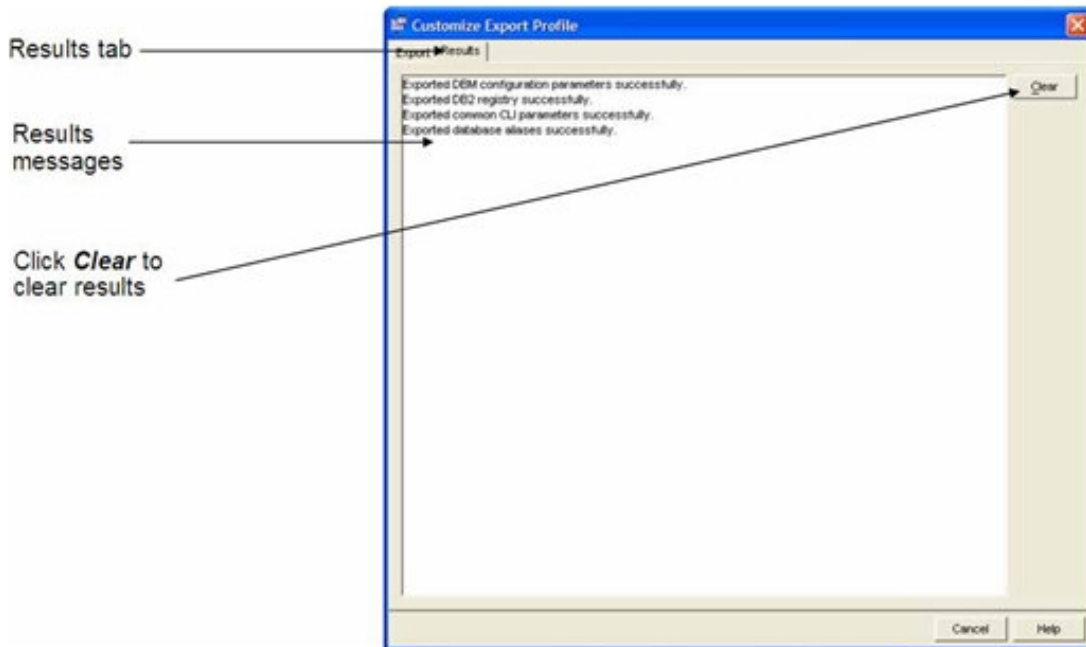 Customize Export Profile
Results tab
Export Results
Exported DBM configuration parameters successfully.
Exported DB2 registry successfully.
Exported common CLI parameters successfully.
Exported database aliases successfully.
Clear
Results
messages
Click Clear to
clear results
Cancel Help